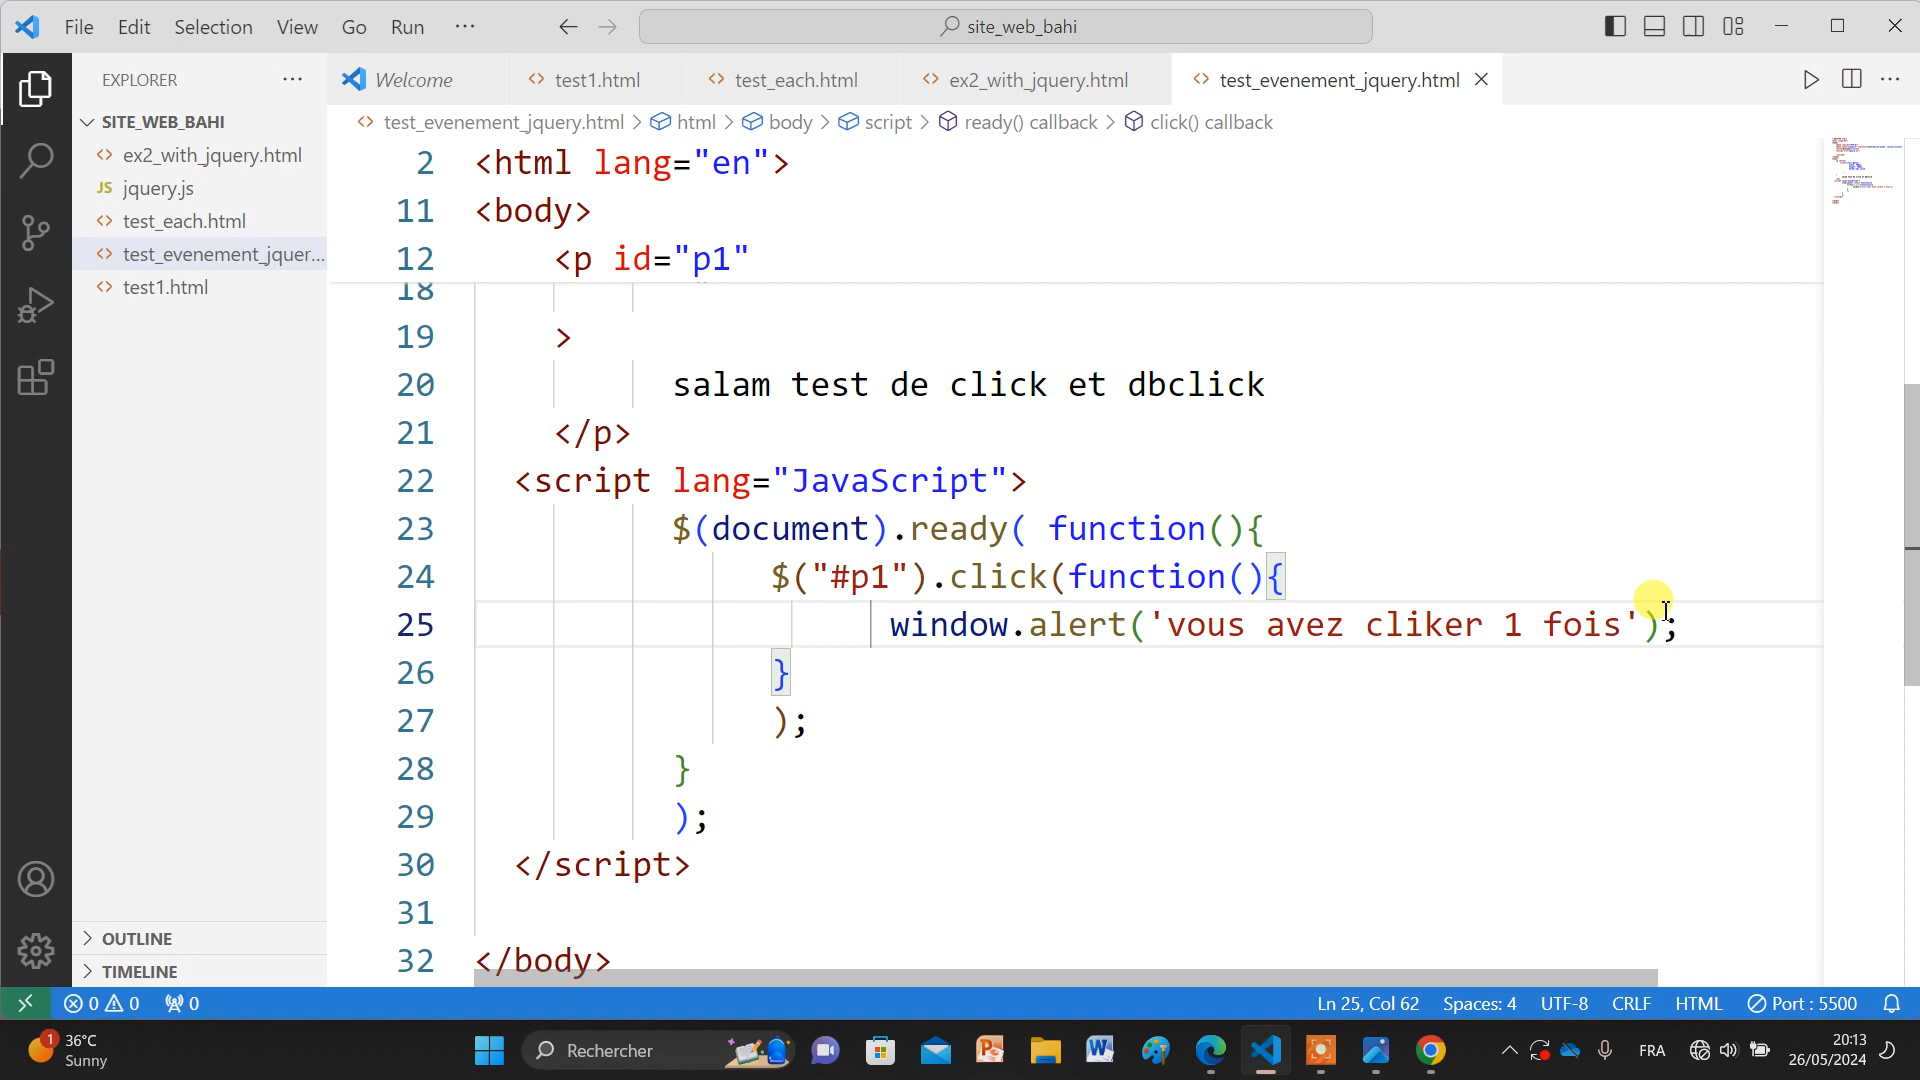 File Edit Selection View Go Run ··· site_web_bahi
EXPLORER ··· Welcome test1.html test_each.html ex2_with_jquery.html test_evenement_jquery.html
SITE_WEB_BAHI
test_evenement_jquery.html > html > body > script > ready() callback > click() callback
ex2_with_jquery.html
JS jquery.js
test_each.html
test_evenement_jquer...
test1.html
2 <html lang="en">
11 <body>
12 <p id="p1"
18
19 >
20 salam test de click et dbclick
21 </p>
22 <script lang="JavaScript">
23 $(document).ready( function(){
24 $("#p1").click(function(){
25 window.alert('vous avez cliker 1 fois');
26 }
27 );
28 }
29 );
30 </script>
31
32 </body>
OUTLINE
TIMELINE
0 0 0 Ln 25, Col 62 Spaces: 4 UTF-8 CRLF HTML Port : 5500
1 36°C
Sunny
Rechercher
FRA
20:13
26/05/2024